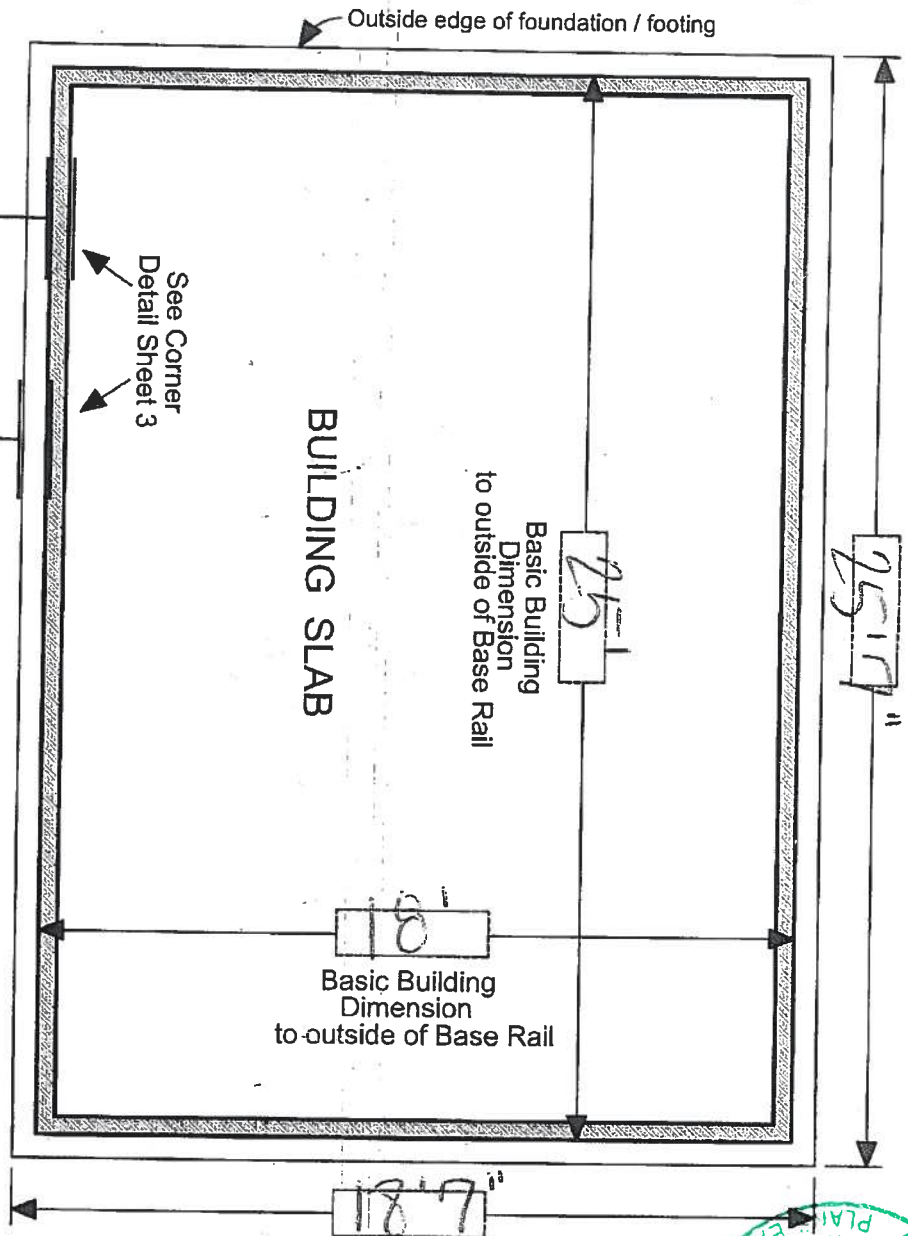 Outside edge of foundation / footing
25'7"
Basic Building
Dimension
to outside of Base Rail
25'
See Corner
Detail Sheet 3
BUILDING SLAB
18'
Basic Building
Dimension
to outside of Base Rail
18'7"